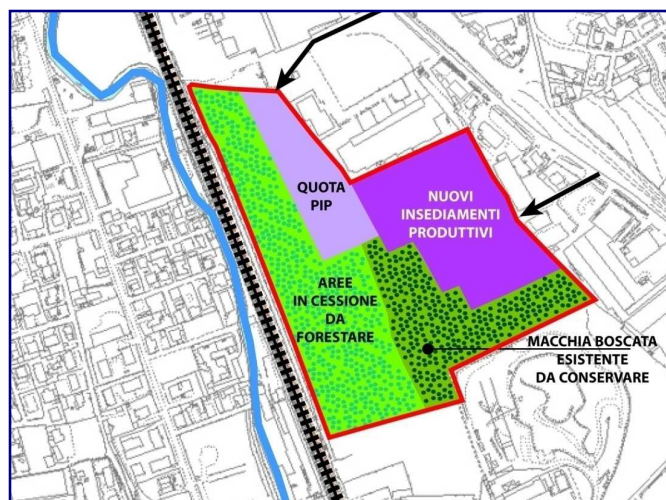 QUOTA
PIP
NUOVI
INSEDIAMENTI
PRODUTTIVI
AREE
IN CESSIONE
DA
FORESTARE
MACCHIA BOSCATA
ESISTENTE
DA CONSERVARE